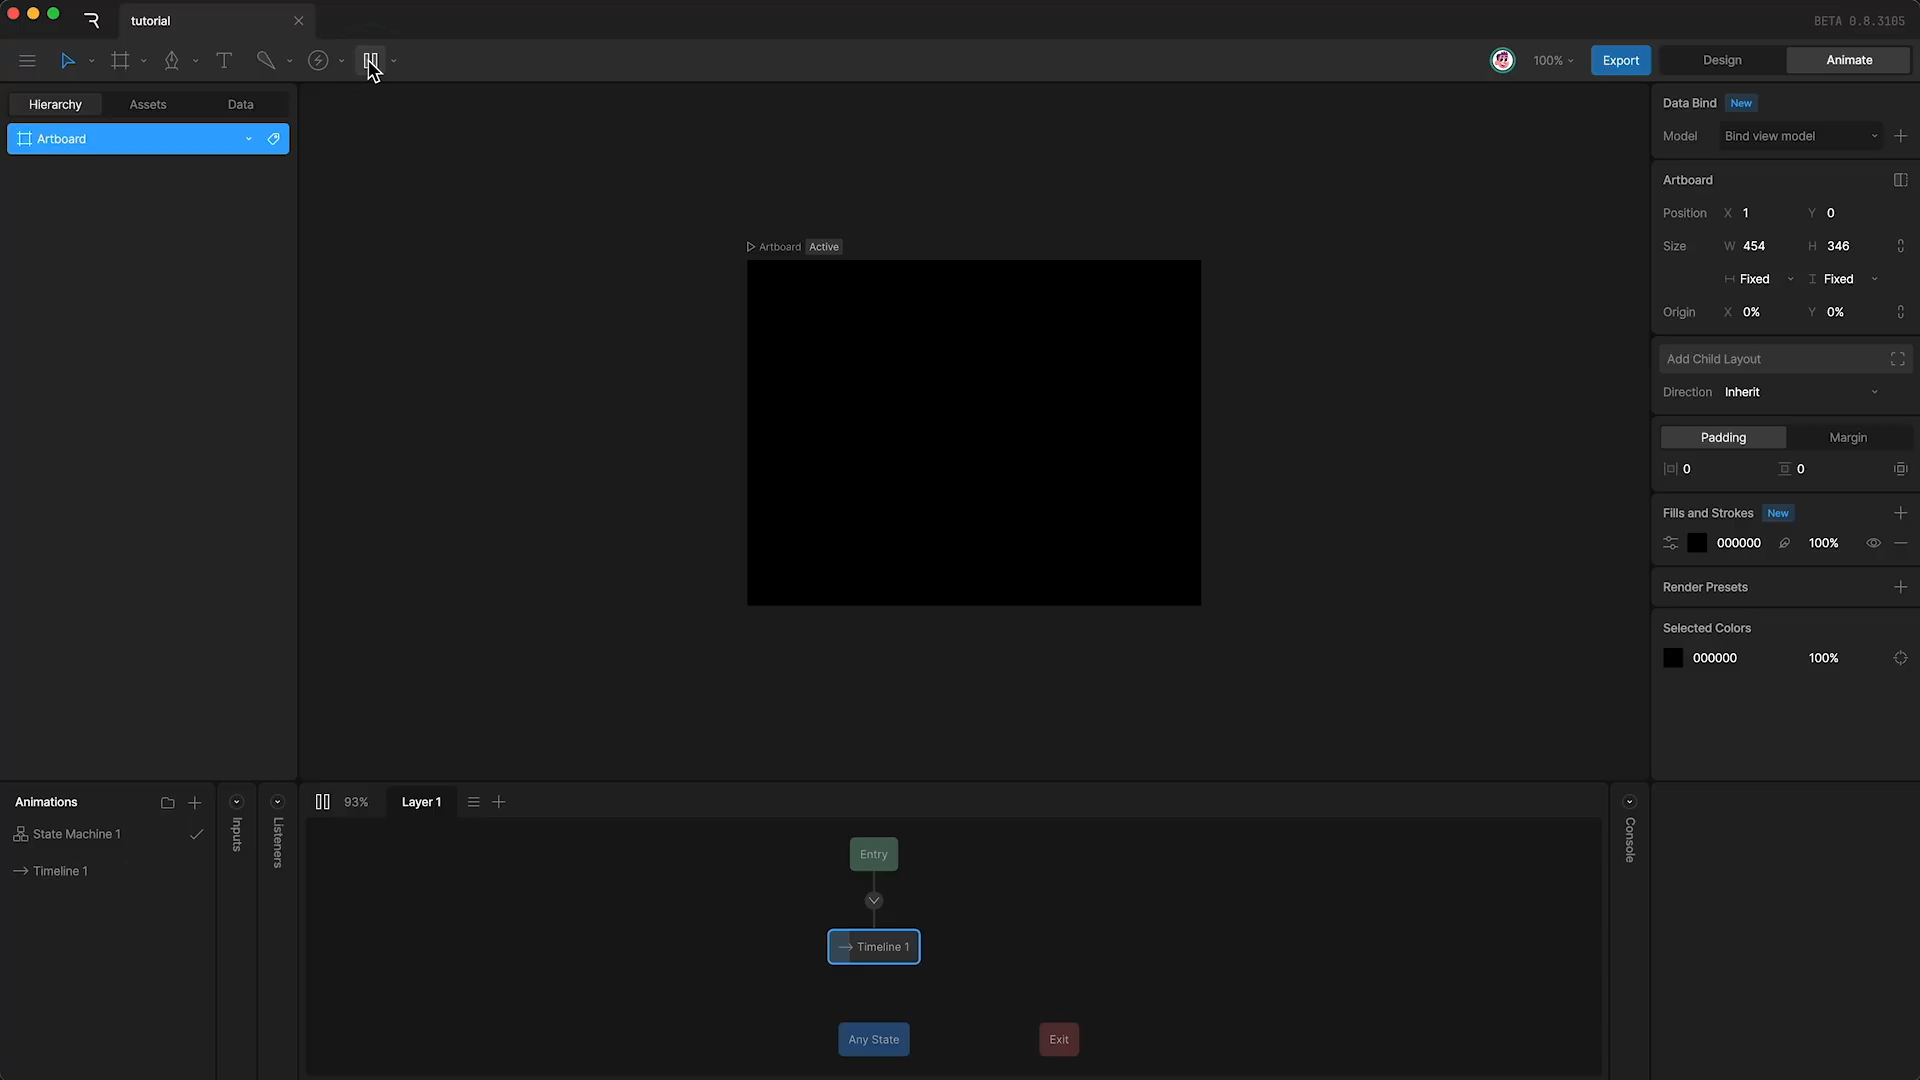 tutorial
BETA 0.8.3105
100%
Export
Design
Animate
Hierarchy
Assets
Data
Artboard
Artboard
Active
Data Bind
New
Model
Bind view model
Artboard
Position
X 1
Y 0
Size
W 454
H 346
Fixed
Fixed
Origin
X 0%
Y 0%
Add Child Layout
Direction
Inherit
Padding
Margin
0
0
Fills and Strokes
New
000000
100%
Render Presets
Selected Colors
000000
100%
Animations
State Machine 1
Timeline 1
Inputs
Listeners
93%
Layer 1
Entry
Timeline 1
Any State
Exit
Console